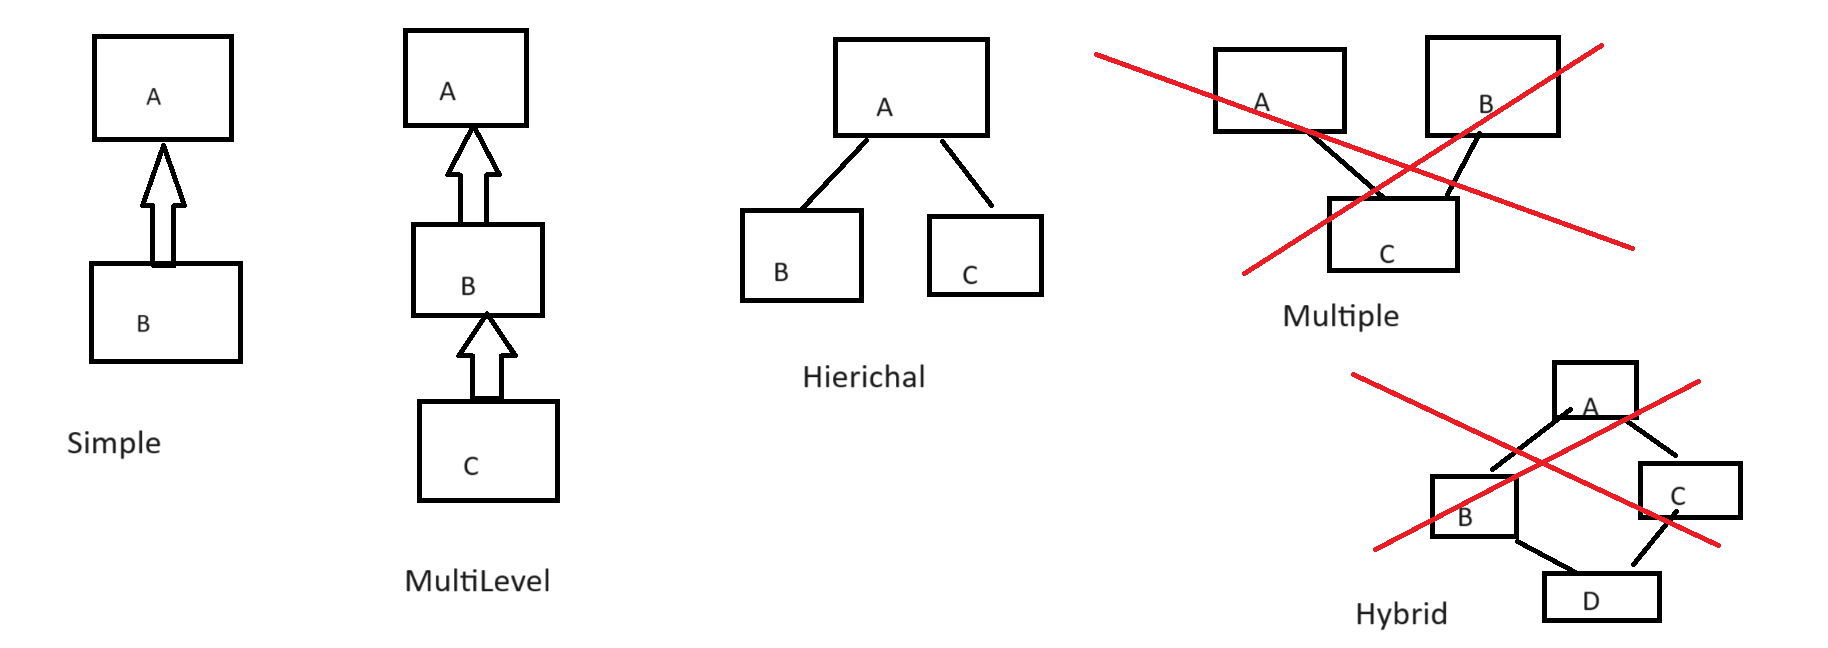 A
B
Simple
A
B
C
MultiLevel
A
B
C
Hierichal
A
B
C
Multiple
A
B
C
D
Hybrid